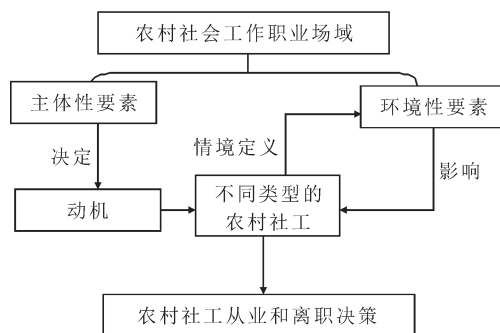 农村社会工作职业场域
主体性要素
环境性要素
决定
情境定义
影响
动机
不同类型的
农村社工
农村社工从业和离职决策